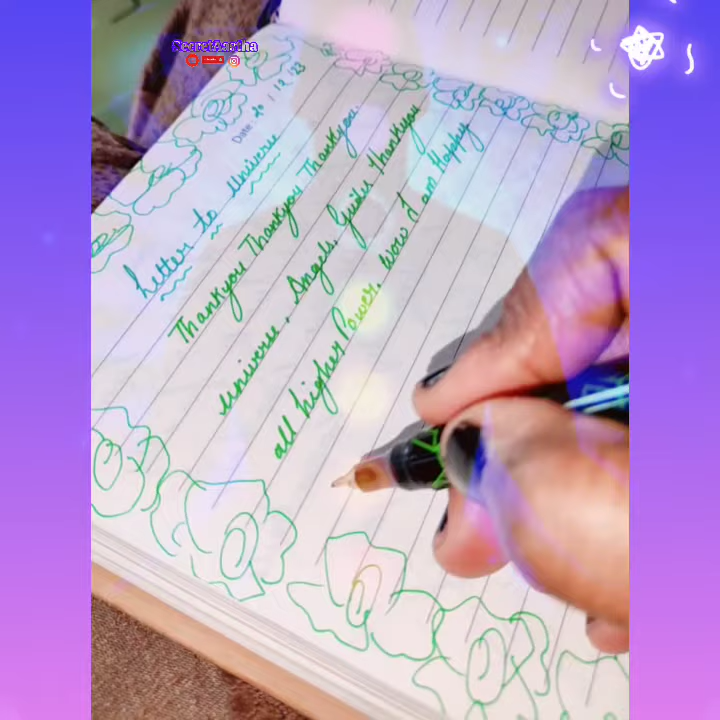 SecretAastha
Date 20/12/23
Letter to Universe
Thankyou Thankyou Thankyou.
universe, Angels, Guides Thankyou
all higher Power, wow I am Happy